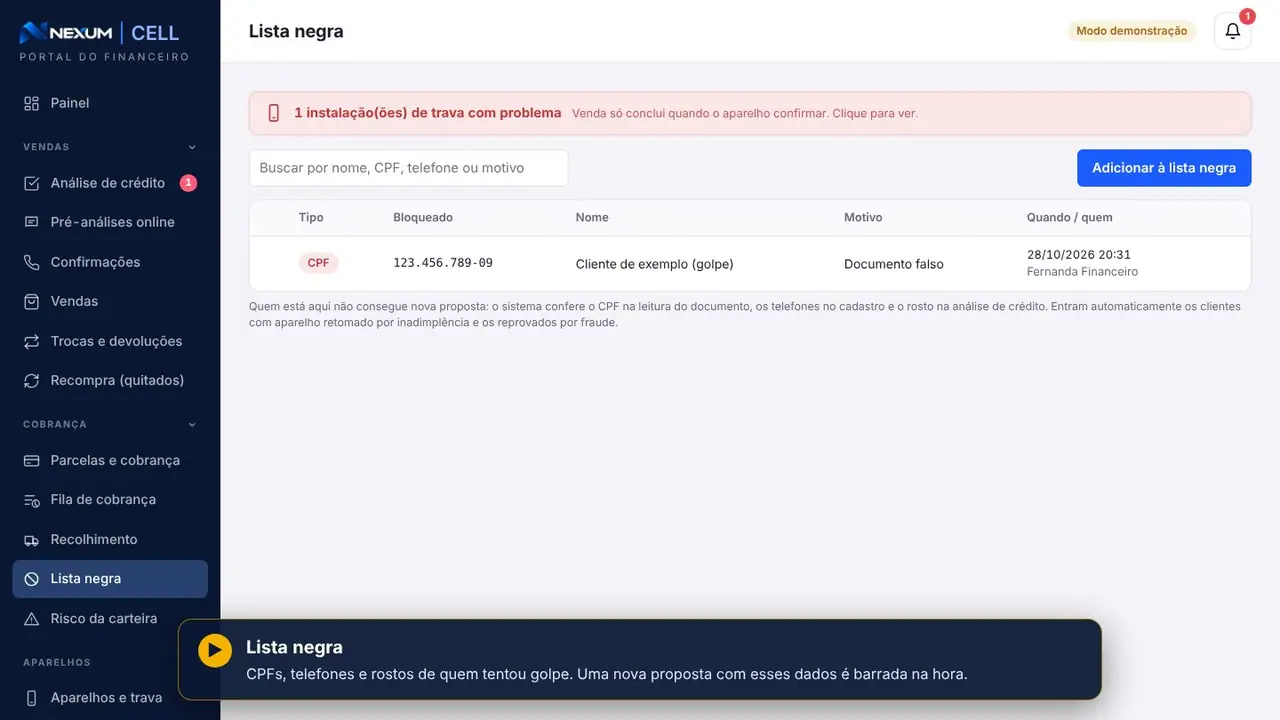 NEXUM | CELL
PORTAL DO FINANCEIRO
Painel
VENDAS
Análise de crédito 1
Pré-análises online
Confirmações
Vendas
Trocas e devoluções
Recompra (quitados)
COBRANÇA
Parcelas e cobrança
Fila de cobrança
Recolhimento
Lista negra
Risco da carteira
APARELHOS
Aparelhos e trava
Lista negra
Modo demonstração
1
1 instalação(ões) de trava com problema Venda só conclui quando o aparelho confirmar. Clique para ver.
Buscar por nome, CPF, telefone ou motivo
Adicionar à lista negra
Tipo Bloqueado Nome Motivo Quando / quem
CPF 123.456.789-09 Cliente de exemplo (golpe) Documento falso 28/10/2026 20:31
Fernanda Financeiro
Quem está aqui não consegue nova proposta: o sistema confere o CPF na leitura do documento, os telefones no cadastro e o rosto na análise de crédito. Entram automaticamente os clientes
com aparelho retomado por inadimplência e os reprovados por fraude.
Lista negra
CPFs, telefones e rostos de quem tentou golpe. Uma nova proposta com esses dados é barrada na hora.